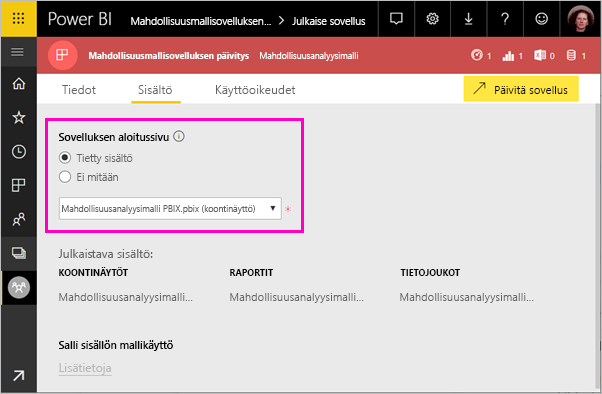 Power BI Mahdollisuusmallisovelluksen... > Julkaise sovellus
Mahdollisuusmallisovelluksen päivitys Mahdollisuusanalyysimalli 1 1 0 1
Tiedot Sisältö Käyttöoikeudet Päivitä sovellus
Sovelluksen aloitussivu
Tietty sisältö
Ei mitään
Mahdollisuusanalyysimalli PBIX.pbix (koontinäyttö) *
Julkaistava sisältö:
KOONTINÄYTÖT RAPORTIT TIETOJOUKOT
Mahdollisuusanalyysimalli... Mahdollisuusanalyysimalli... Mahdollisuusanalyysimalli...
Salli sisällön mallikäyttö
Lisätietoja